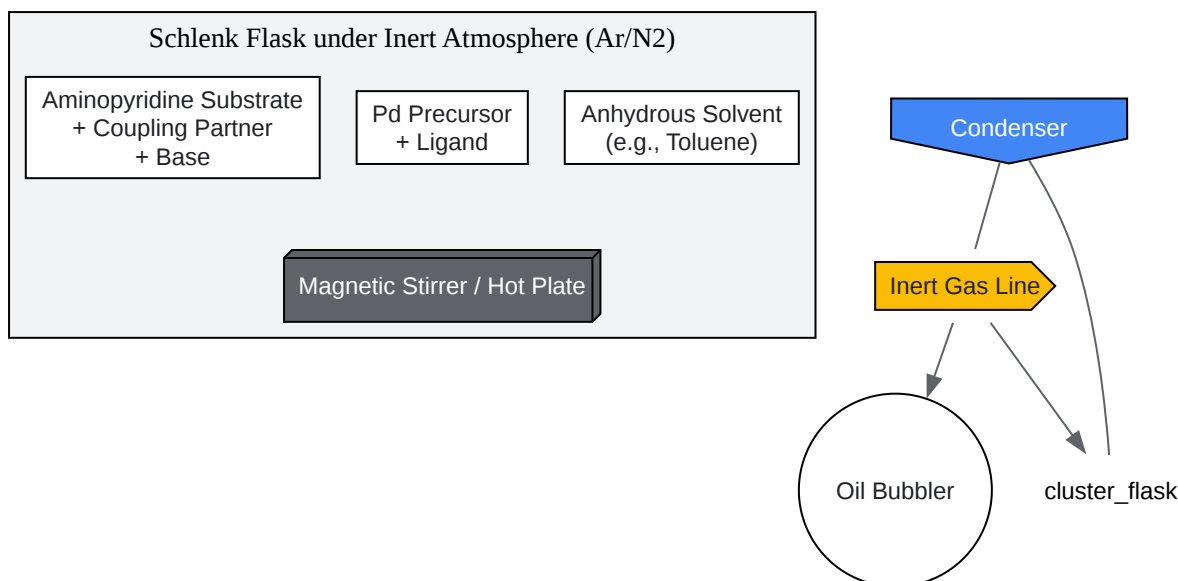 Schlenk Flask under Inert Atmosphere (Ar/N2)
Aminopyridine Substrate
+ Coupling Partner
+ Base
Pd Precursor
+ Ligand
Anhydrous Solvent
(e.g., Toluene)
Condenser
Magnetic Stirrer / Hot Plate
Inert Gas Line
Oil Bubbler
cluster_flask